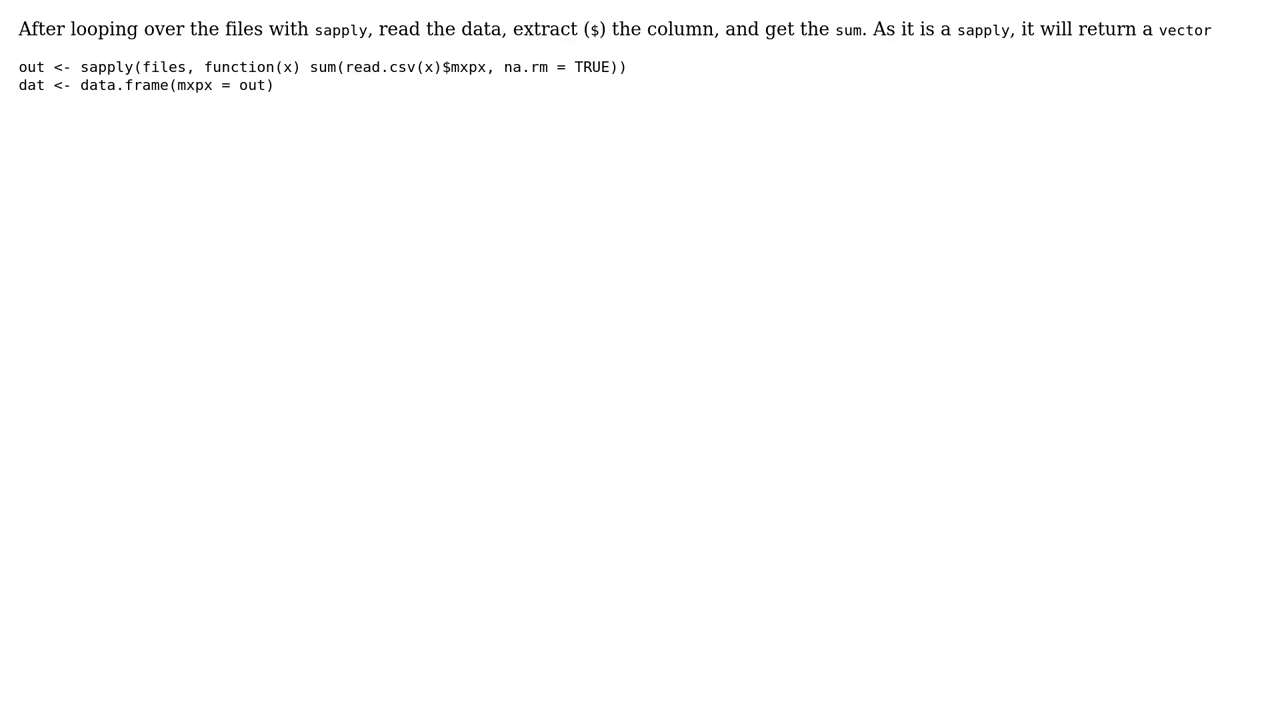 After looping over the files with sapply, read the data, extract ($) the column, and get the sum. As it is a sapply, it will return a vector
out <- sapply(files, function(x) sum(read.csv(x)$mxpx, na.rm = TRUE))
dat <- data.frame(mxpx = out)